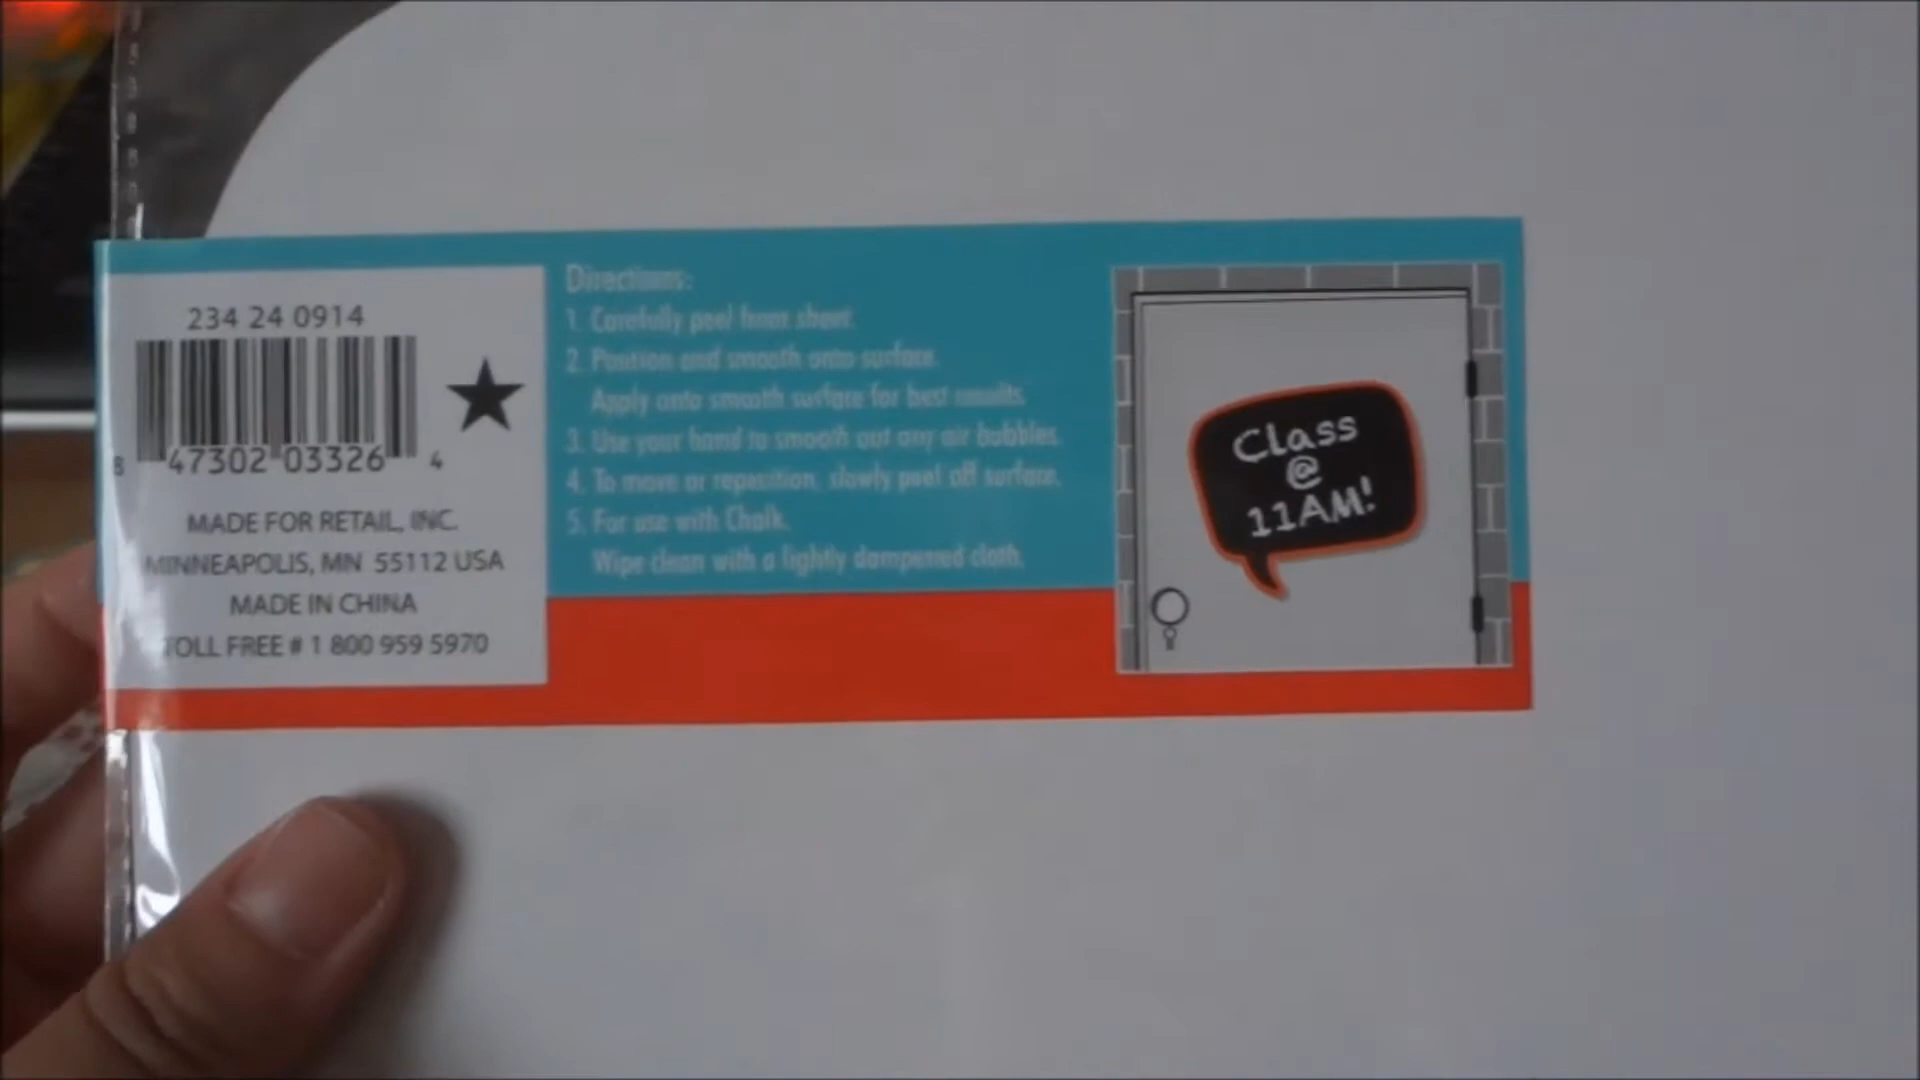 234 24 0914
8 47302 03326 4
MADE FOR RETAIL, INC.
MINNEAPOLIS, MN 55112 USA
MADE IN CHINA
TOLL FREE # 1 800 959 5970
Directions:
1. Carefully peel from sheet.
2. Position and smooth onto surface.
Apply onto smooth surface for best results.
3. Use your hand to smooth out any air bubbles.
4. To move or reposition, slowly peel off surface.
5. For use with Chalk.
Wipe clean with a lightly dampened cloth.
Class
@
11AM!